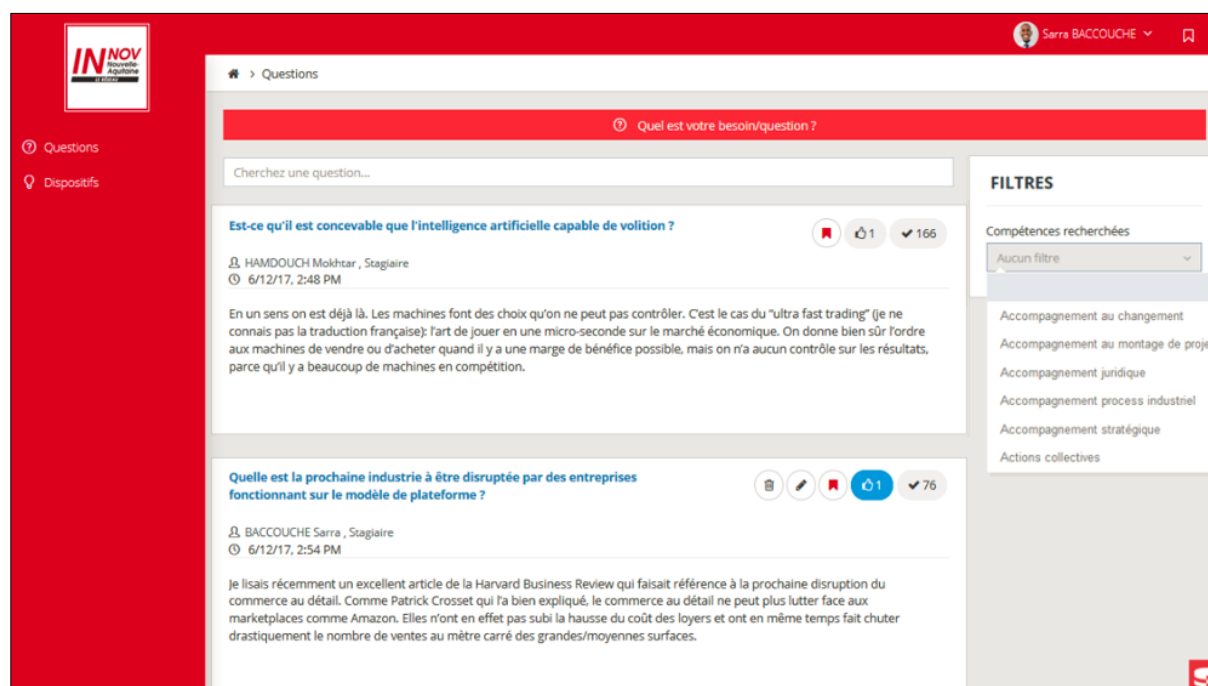 INNOV
Nouvelle-
Aquitaine
LE RÉSEAU
Sarra BACCOUCHE
> Questions
Questions
Dispositifs
Quel est votre besoin/question ?
Cherchez une question...
FILTRES
Compétences recherchées
Aucun filtre
Accompagnement au changement
Accompagnement au montage de proje
Accompagnement juridique
Accompagnement process industriel
Accompagnement stratégique
Actions collectives
Est-ce qu'il est concevable que l'intelligence artificielle capable de volition ?
1
166
HAMDOUCH Mokhtar , Stagiaire
6/12/17, 2:48 PM
En un sens on est déjà là. Les machines font des choix qu'on ne peut pas contrôler. C'est le cas du "ultra fast trading" (je ne
connais pas la traduction française): l'art de jouer en une micro-seconde sur le marché économique. On donne bien sûr l'ordre
aux machines de vendre ou d'acheter quand il y a une marge de bénéfice possible, mais on n'a aucun contrôle sur les résultats,
parce qu'il y a beaucoup de machines en compétition.
Quelle est la prochaine industrie à être disruptée par des entreprises
fonctionnant sur le modèle de plateforme ?
1
76
BACCOUCHE Sarra , Stagiaire
6/12/17, 2:54 PM
Je lisais récemment un excellent article de la Harvard Business Review qui faisait référence à la prochaine disruption du
commerce au détail. Comme Patrick Crosset qui l'a bien expliqué, le commerce au détail ne peut plus lutter face aux
marketplaces comme Amazon. Elles n'ont en effet pas subi la hausse du coût des loyers et ont en même temps fait chuter
drastiquement le nombre de ventes au mètre carré des grandes/moyennes surfaces.